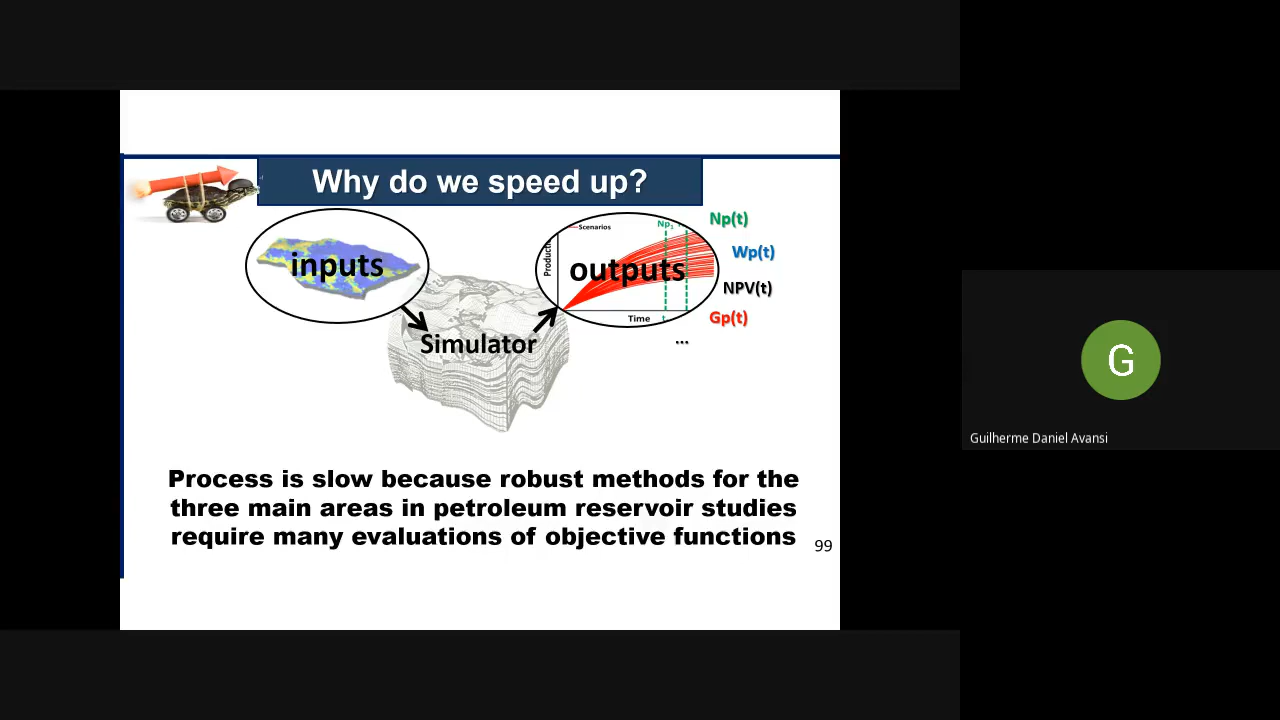 Why do we speed up?
inputs
Simulator
outputs
Scenarios
Np1
Time
t
Np(t)
Wp(t)
NPV(t)
Gp(t)
...
Process is slow because robust methods for the
three main areas in petroleum reservoir studies
require many evaluations of objective functions
99
G
Guilherme Daniel Avansi